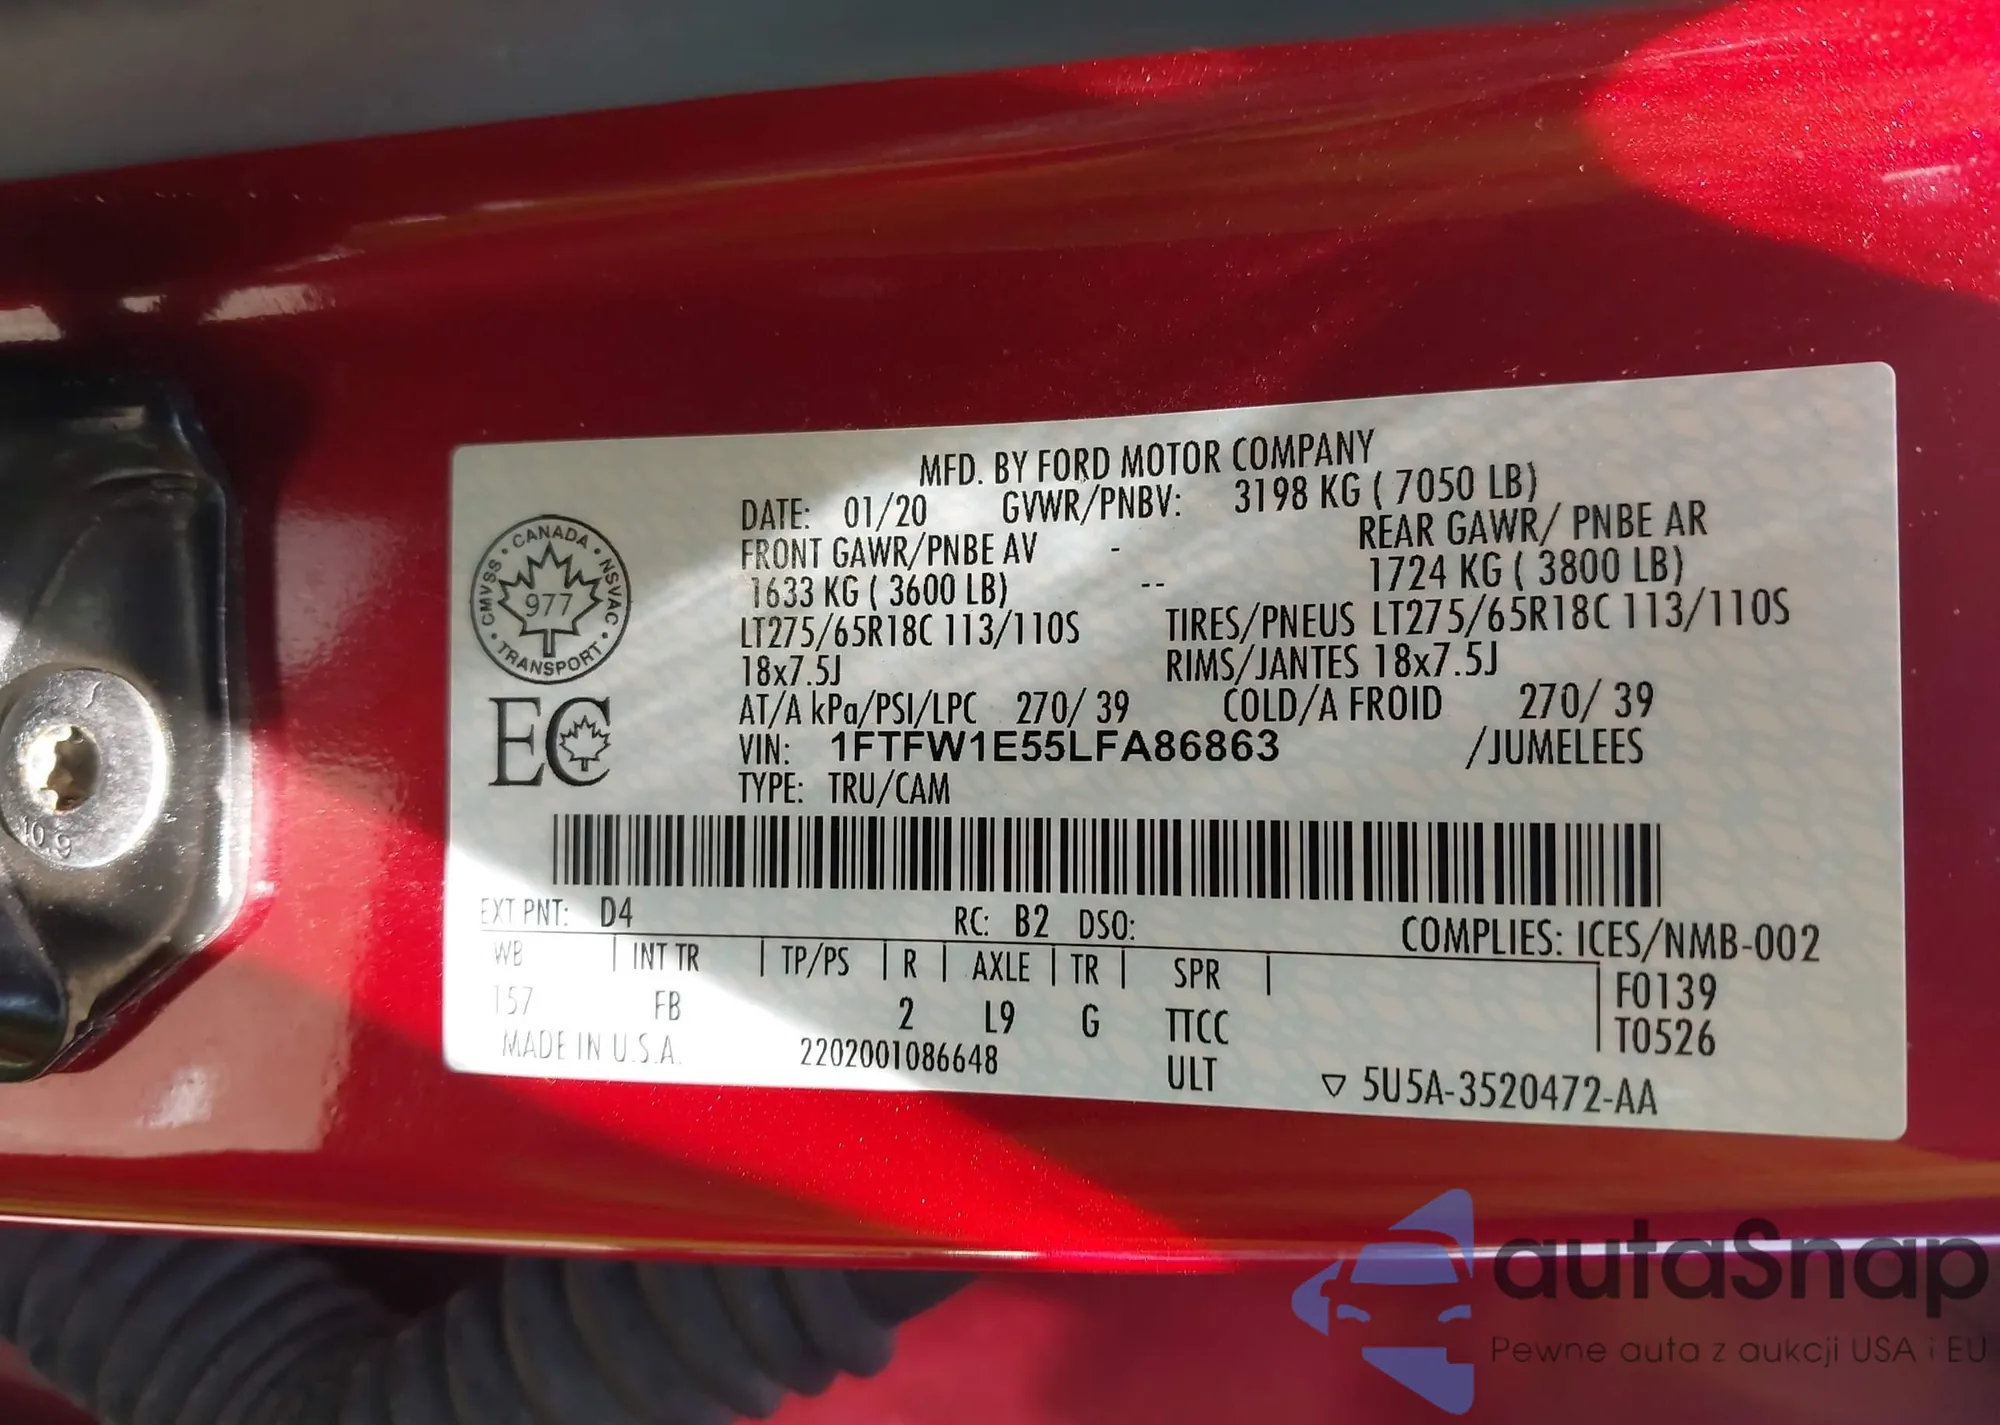 MFD. BY FORD MOTOR COMPANY
DATE: 01/20 GVWR/PNBV: 3198 KG ( 7050 LB)
FRONT GAWR/PNBE AV - REAR GAWR/ PNBE AR
1633 KG ( 3600 LB) -- 1724 KG ( 3800 LB)
LT275/65R18C 113/110S TIRES/PNEUS LT275/65R18C 113/110S
18x7.5J RIMS/JANTES 18x7.5J
AT/A kPa/PSI/LPC 270/ 39 COLD/A FROID 270/ 39
VIN: 1FTFW1E55LFA86863 /JUMELEES
TYPE: TRU/CAM
CANADA • NSVAC • TRANSPORT • CMVSS •
977
EC
EXT PNT: D4 RC: B2 DSO: COMPLIES: ICES/NMB-002
WB | INT TR | TP/PS | R | AXLE | TR | SPR | F0139
157 FB 2 L9 G TTCC T0526
MADE IN U.S.A. 2202001086648 ULT ▽ 5U5A-3520472-AA
10.9
autaSnap
Pewne auta z aukcji USA i EU